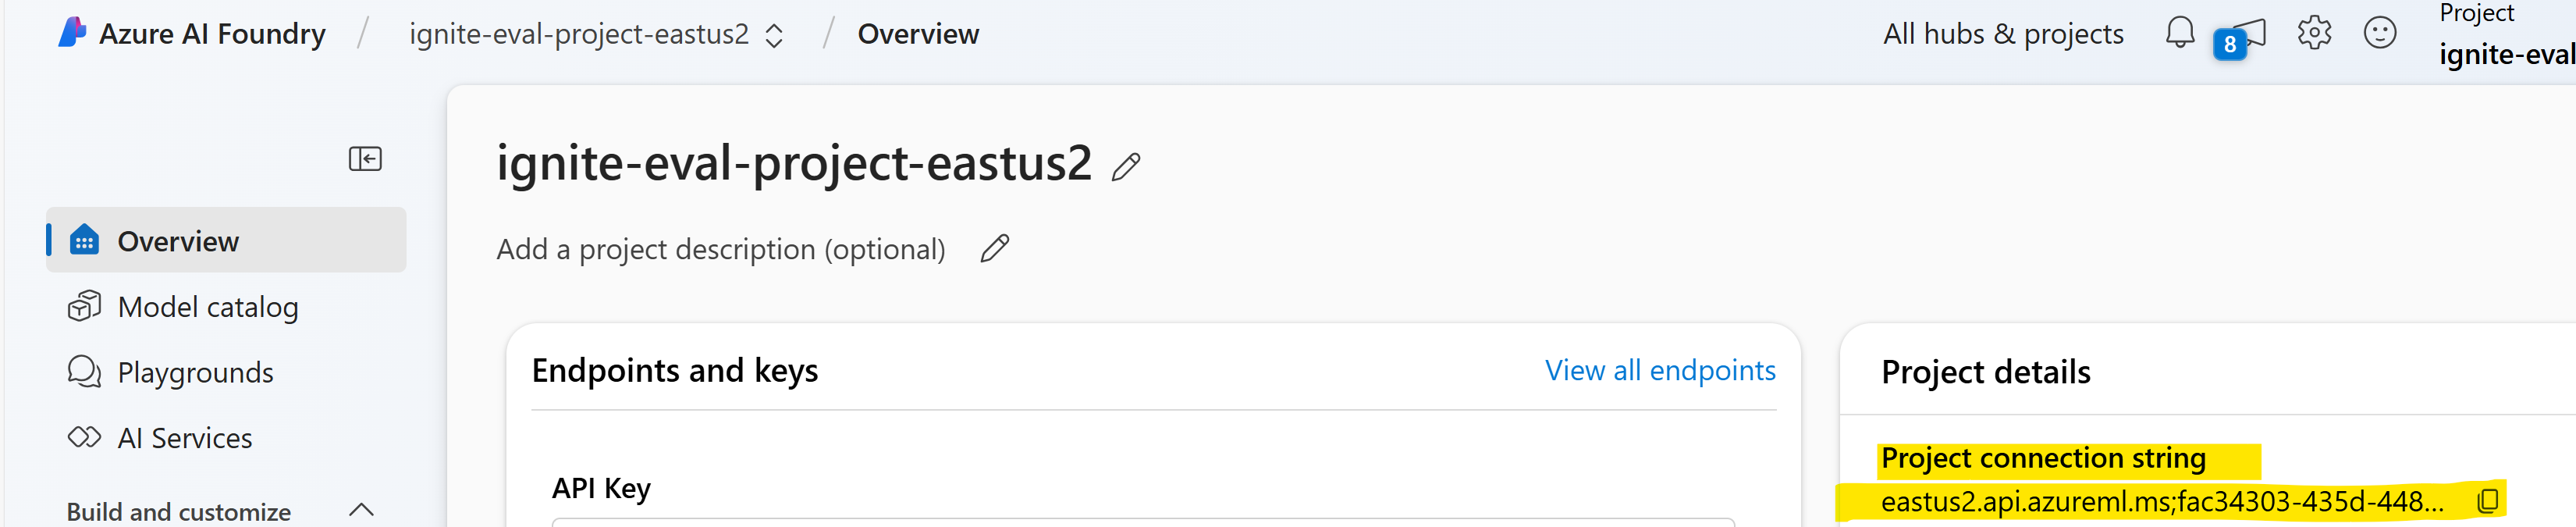 Azure AI Foundry / ignite-eval-project-eastus2 / Overview
All hubs & projects
8
Project
ignite-eval
Overview
Model catalog
Playgrounds
AI Services
Build and customize
ignite-eval-project-eastus2
Add a project description (optional)
Endpoints and keys
View all endpoints
API Key
Project details
Project connection string
eastus2.api.azureml.ms;fac34303-435d-448...